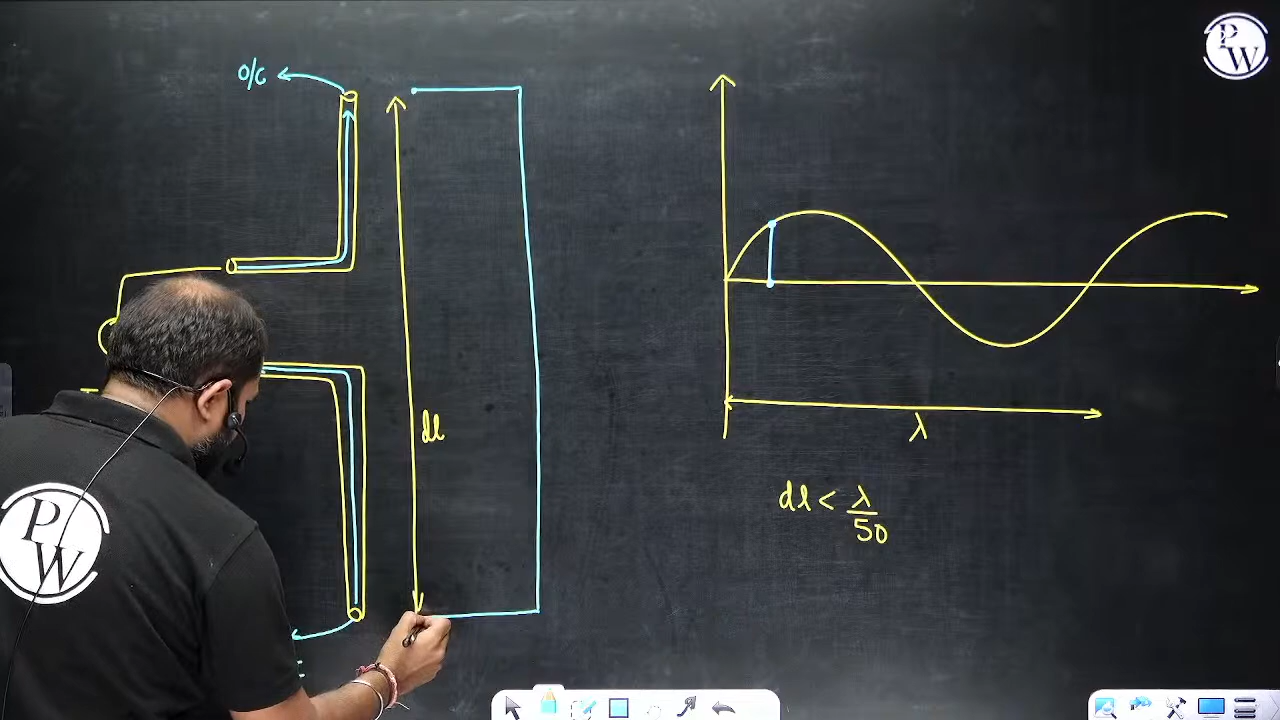 O/C
dl
λ
dl < λ/50
PW
PW